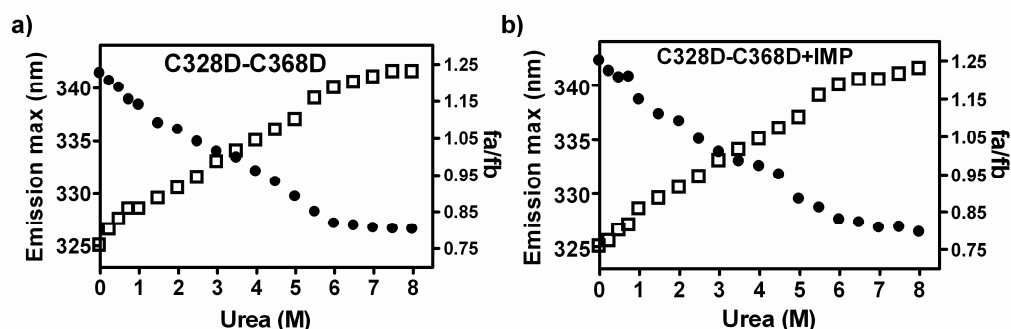 a)
C328D-C368D
Emission max (nm)
340
335
330
325
1.25
1.15
1.05
0.95
0.85
0.75
fa/fb
0 1 2 3 4 5 6 7 8
Urea (M)
b)
C328D-C368D+IMP
Emission max (nm)
340
335
330
325
1.25
1.15
1.05
0.95
0.85
0.75
fa/fb
0 1 2 3 4 5 6 7 8
Urea (M)